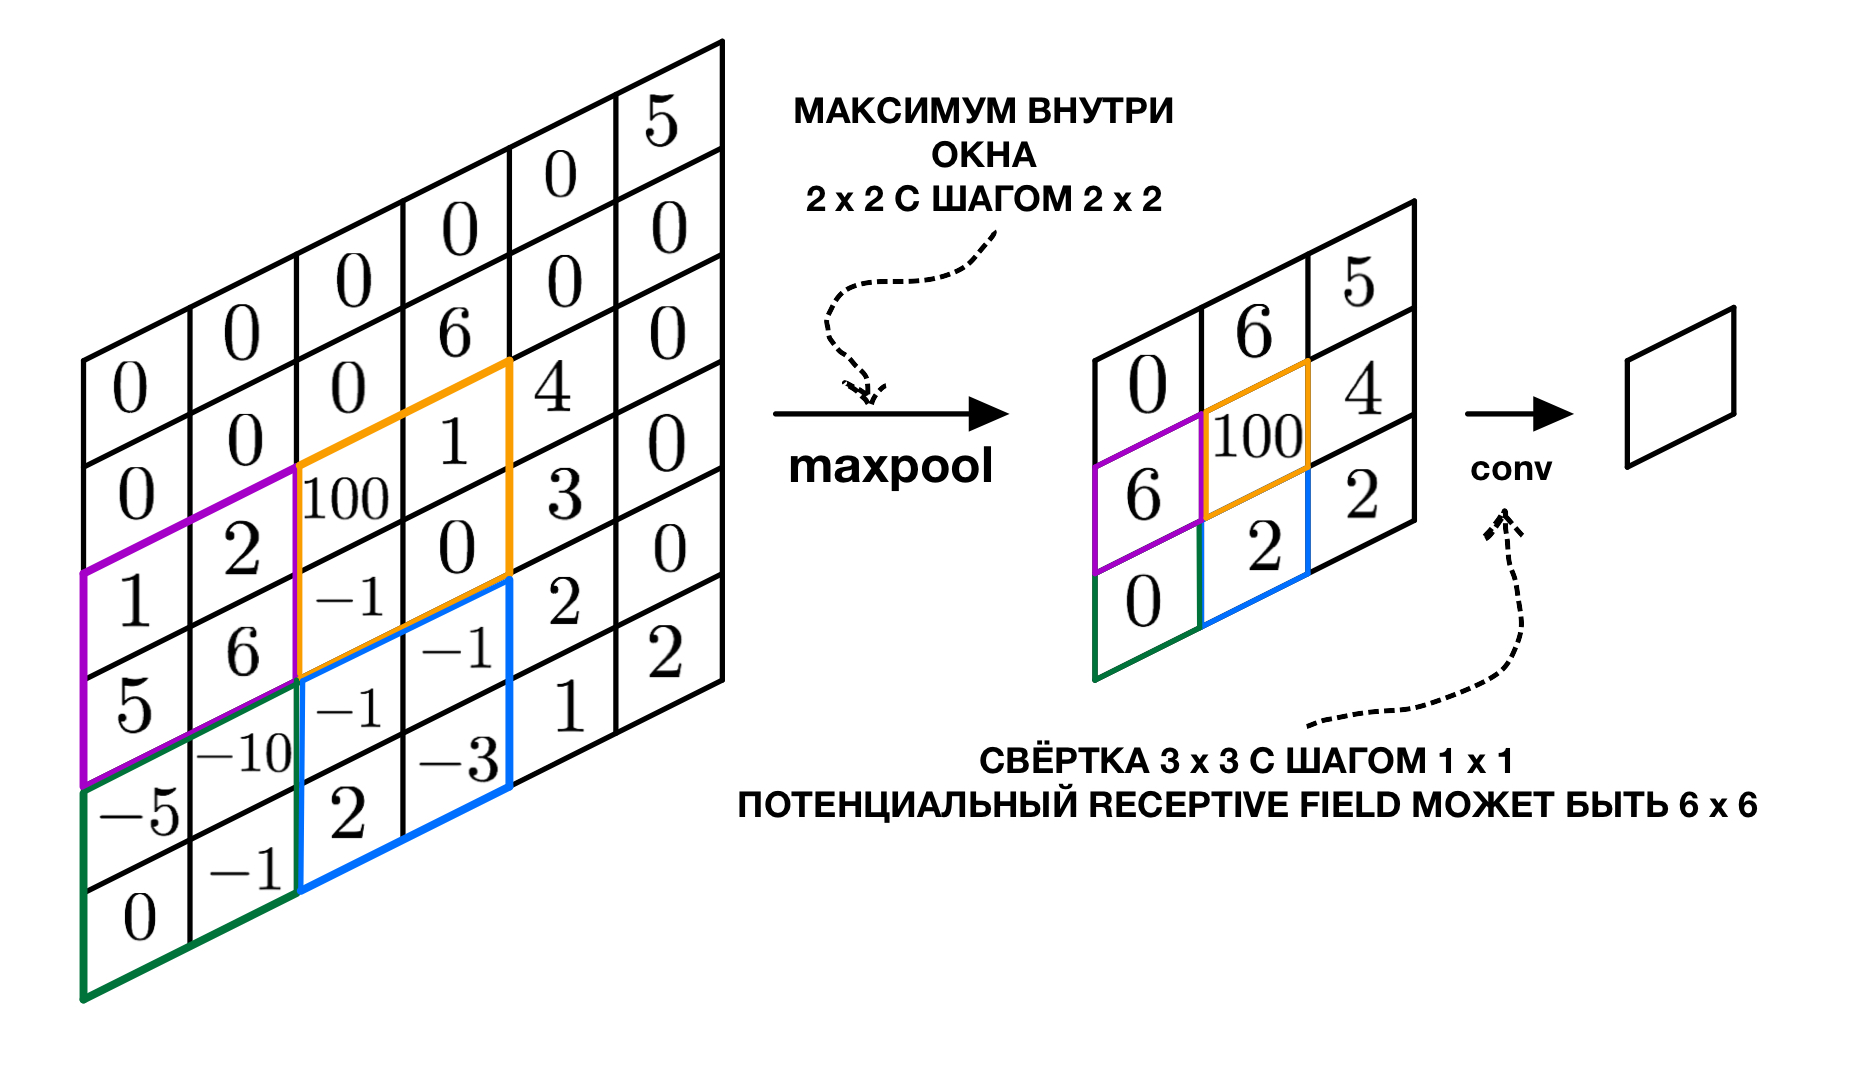 МАКСИМУМ ВНУТРИ
ОКНА
2 x 2 С ШАГОМ 2 x 2
0 0 0 0 0 5
0 0 0 6 0 0
1 2 100 1 4 0
5 6 −1 0 3 0
−5 −10 −1 −1 2 0
0 −1 2 −3 1 2
maxpool
0 6 5
6 100 4
0 2 2
conv
СВЁРТКА 3 x 3 С ШАГОМ 1 x 1
ПОТЕНЦИАЛЬНЫЙ RECEPTIVE FIELD МОЖЕТ БЫТЬ 6 x 6